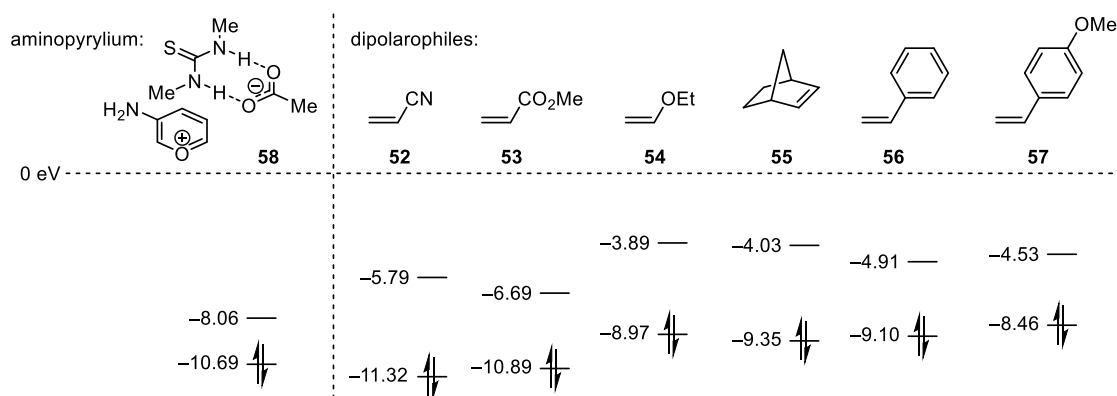 aminopyrylium:
dipolarophiles:
Me
S
N
H
N
H
Me
O
⊖
O
Me
H₂N
⊕
O
58
CN
52
CO₂Me
53
OEt
54
55
56
OMe
57
0 eV
–8.06
–10.69
–5.79
–11.32
–6.69
–10.89
–3.89
–8.97
–4.03
–9.35
–4.91
–9.10
–4.53
–8.46